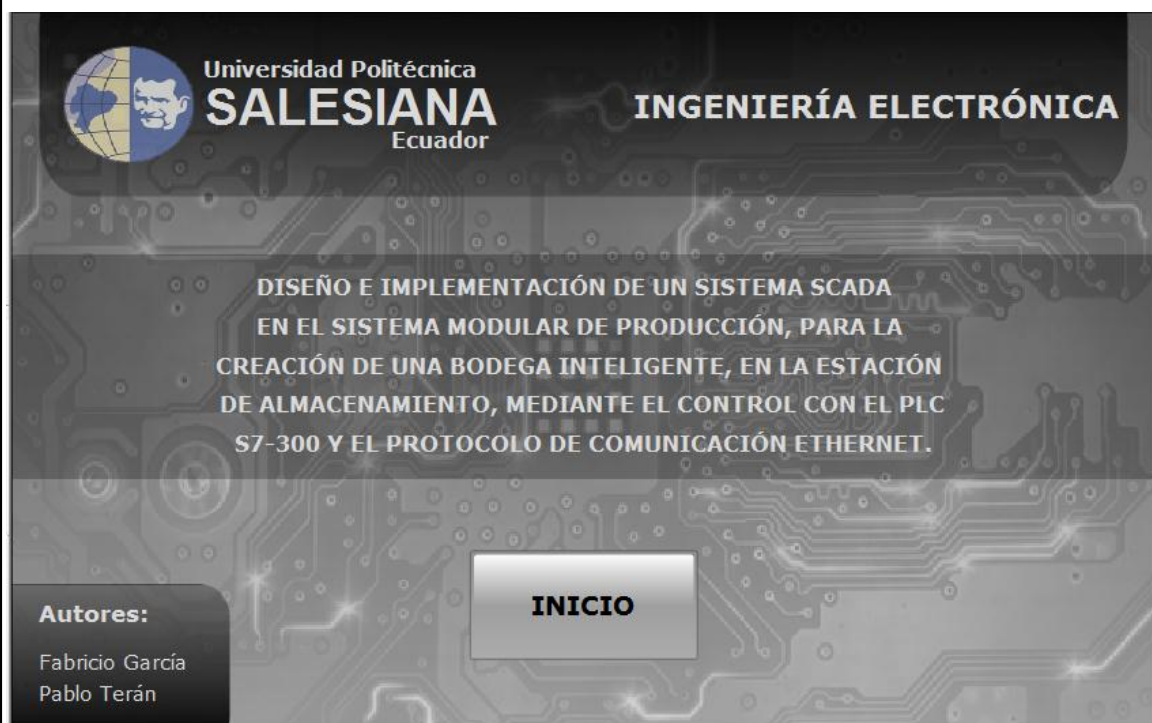 Universidad Politécnica
SALESIANA
Ecuador
INGENIERÍA ELECTRÓNICA
DISEÑO E IMPLEMENTACIÓN DE UN SISTEMA SCADA
EN EL SISTEMA MODULAR DE PRODUCCIÓN, PARA LA
CREACIÓN DE UNA BODEGA INTELIGENTE, EN LA ESTACIÓN
DE ALMACENAMIENTO, MEDIANTE EL CONTROL CON EL PLC
S7-300 Y EL PROTOCOLO DE COMUNICACIÓN ETHERNET.
INICIO
Autores:
Fabricio García
Pablo Terán